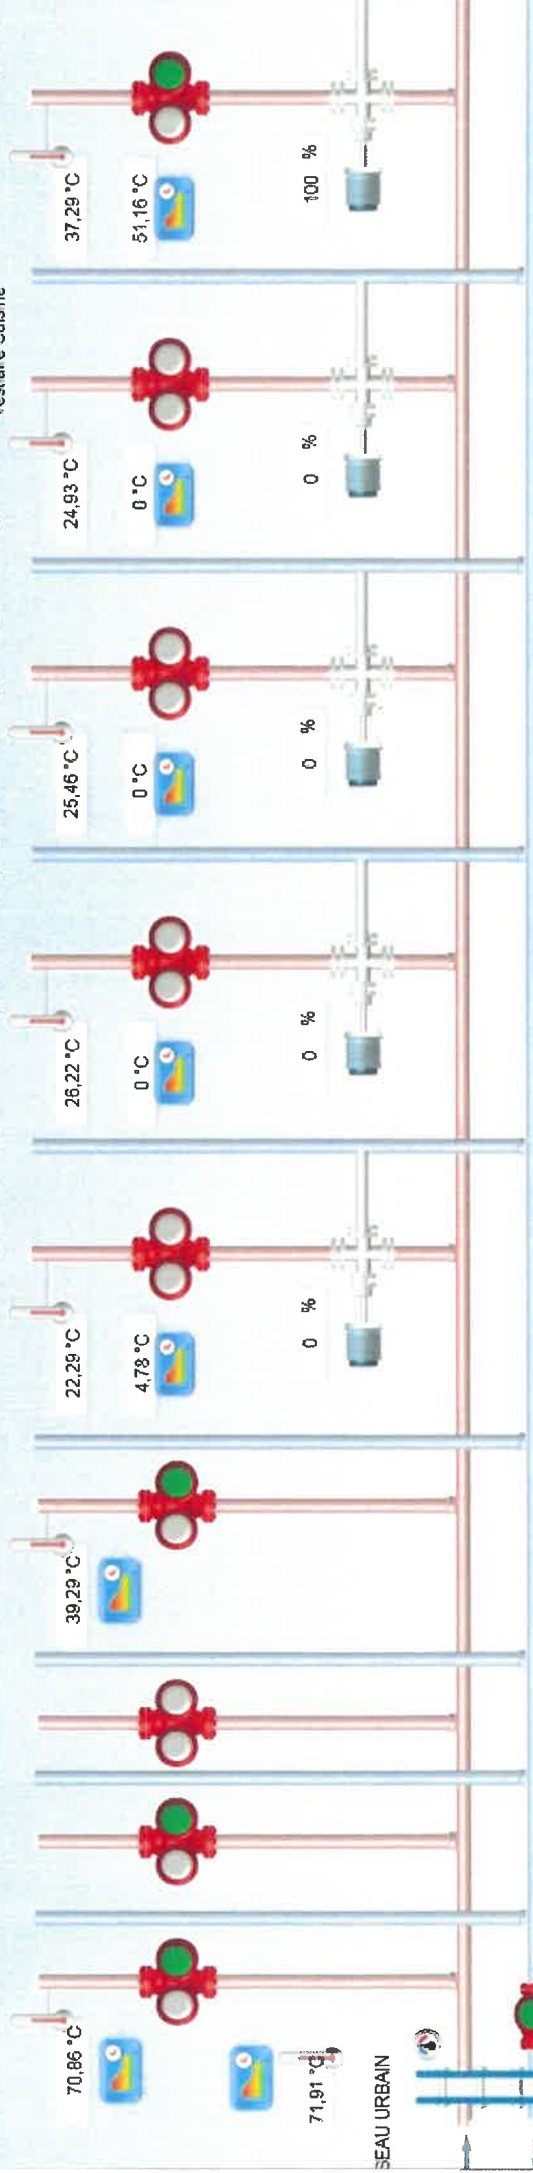 37,29 °C
51,16 °C
100 %
24,93 °C
0 °C
0 %
25,46 °C
0 °C
0 %
26,22 °C
0 °C
0 %
22,29 °C
4,78 °C
0 %
39,29 °C
70,86 °C
71,91 °C
SEAU URBAIN